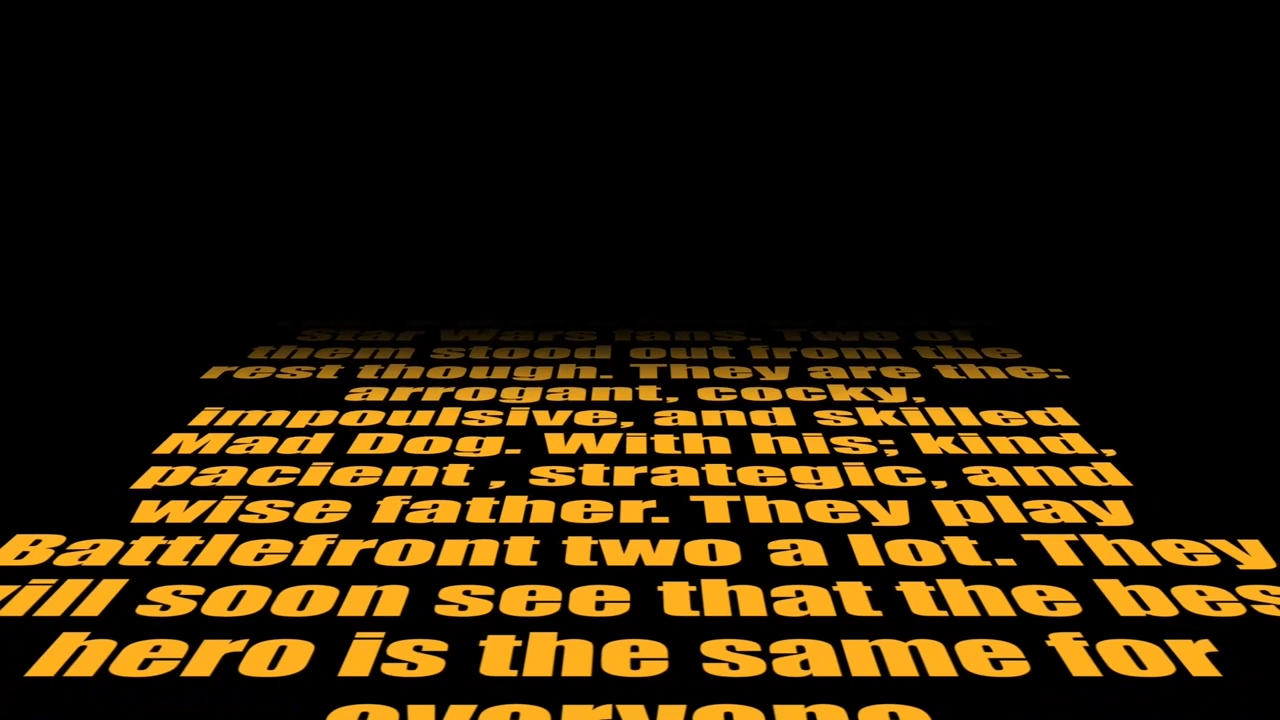 Star Wars fans. Two of
them stood out from the
rest though. They are the:
arrogant, cocky,
impoulsive, and skilled
Mad Dog. With his; kind,
pacient , strategic, and
wise father. They play
Battlefront two a lot. They
will soon see that the best
hero is the same for
everyone